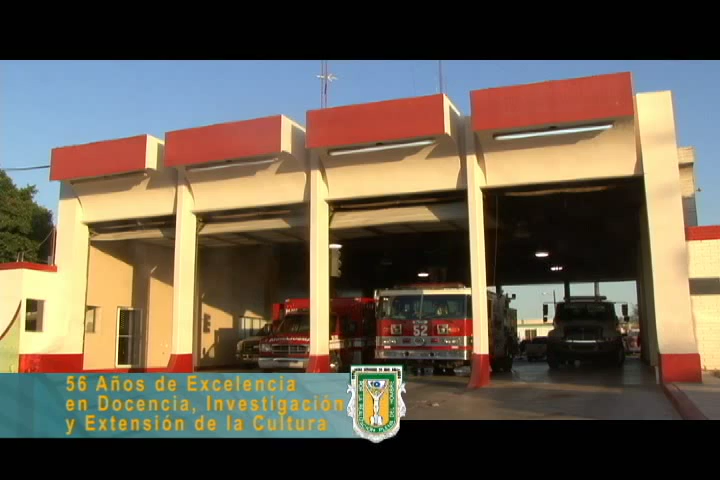 56 Años de Excelencia
en Docencia, Investigación
y Extensión de la Cultura
52